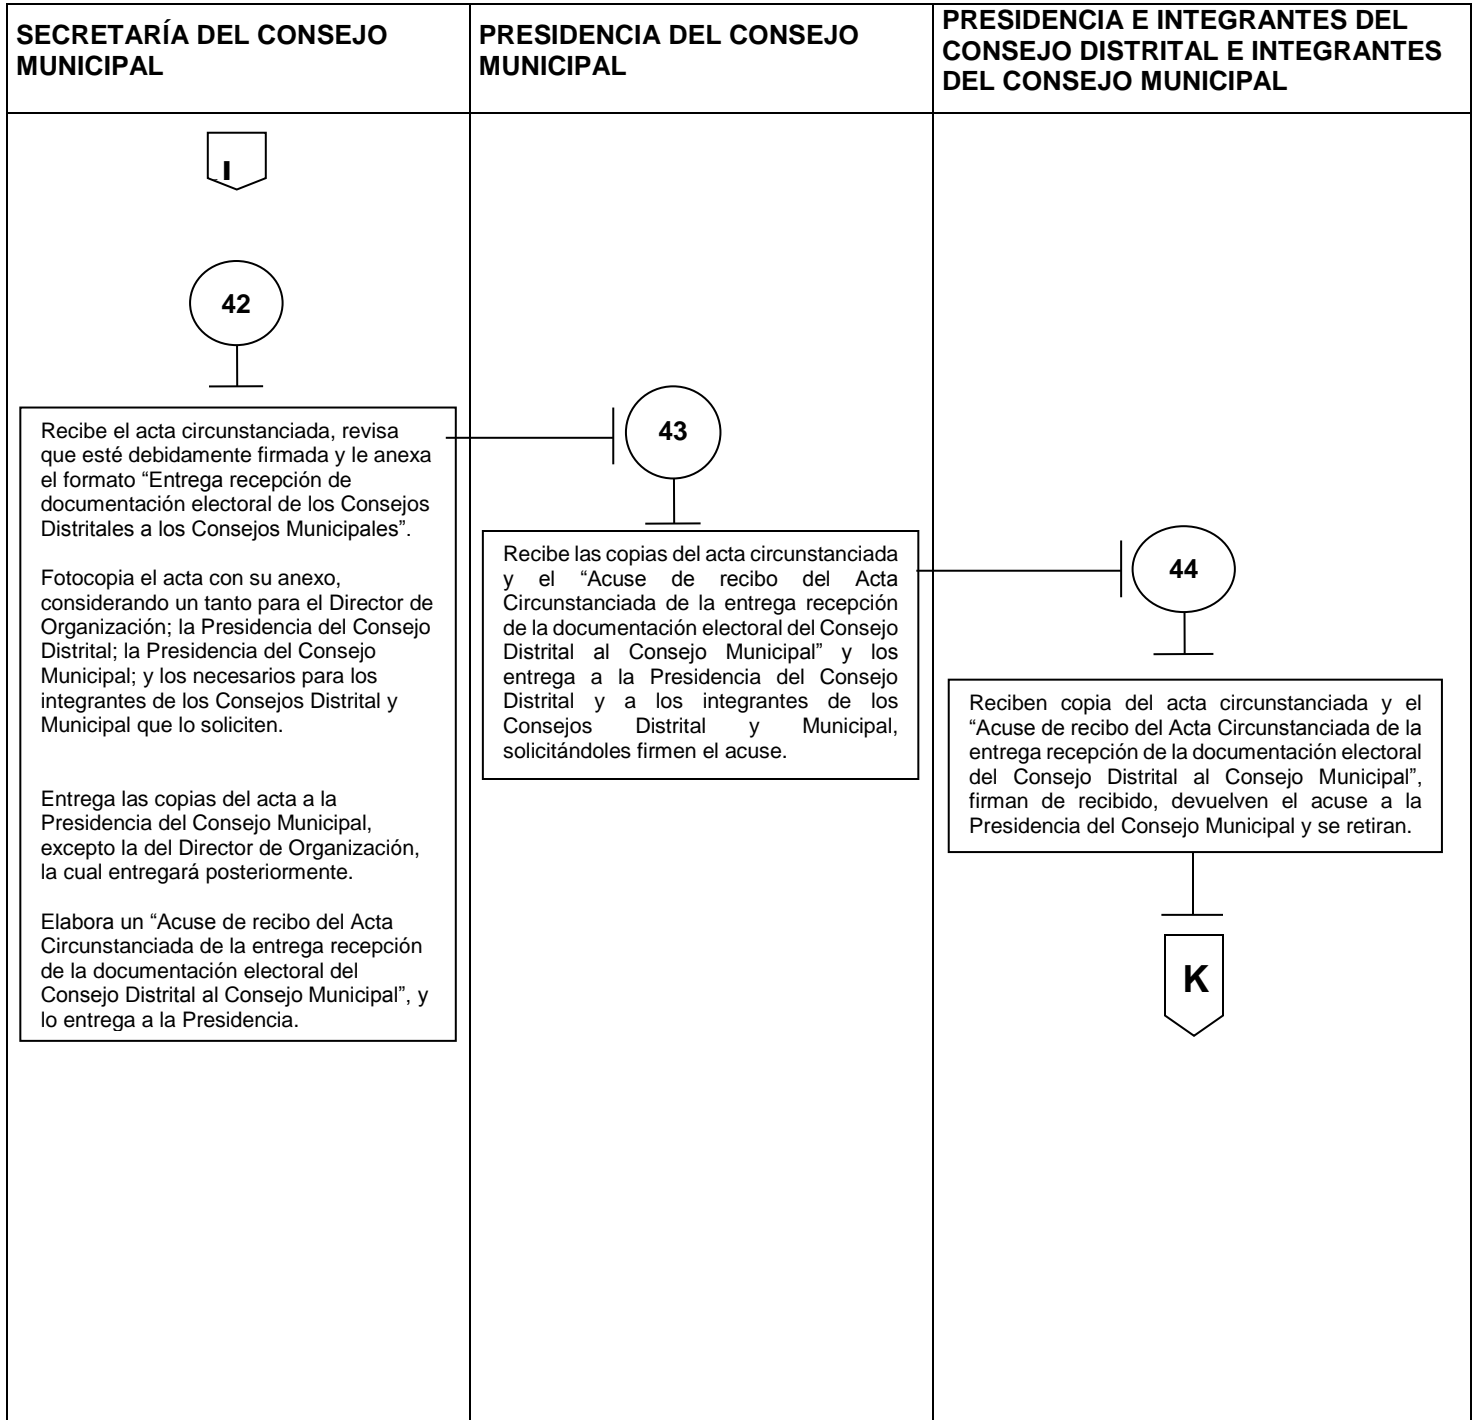 SECRETARÍA DEL CONSEJO
MUNICIPAL
PRESIDENCIA DEL CONSEJO
MUNICIPAL
PRESIDENCIA E INTEGRANTES DEL
CONSEJO DISTRITAL E INTEGRANTES
DEL CONSEJO MUNICIPAL
42
Recibe el acta circunstanciada, revisa
que esté debidamente firmada y le anexa
el formato “Entrega recepción de
documentación electoral de los Consejos
Distritales a los Consejos Municipales”.
Fotocopia el acta con su anexo,
considerando un tanto para el Director de
Organización; la Presidencia del Consejo
Distrital; la Presidencia del Consejo
Municipal; y los necesarios para los
integrantes de los Consejos Distrital y
Municipal que lo soliciten.
Entrega las copias del acta a la
Presidencia del Consejo Municipal,
excepto la del Director de Organización,
la cual entregará posteriormente.
Elabora un “Acuse de recibo del Acta
Circunstanciada de la entrega recepción
de la documentación electoral del
Consejo Distrital al Consejo Municipal”, y
lo entrega a la Presidencia.
43
Recibe las copias del acta circunstanciada
y el “Acuse de recibo del Acta
Circunstanciada de la entrega recepción
de la documentación electoral del Consejo
Distrital al Consejo Municipal” y los
entrega a la Presidencia del Consejo
Distrital y a los integrantes de los
Consejos Distrital y Municipal,
solicitándoles firmen el acuse.
44
Reciben copia del acta circunstanciada y el
“Acuse de recibo del Acta Circunstanciada de la
entrega recepción de la documentación electoral
del Consejo Distrital al Consejo Municipal”,
firman de recibido, devuelven el acuse a la
Presidencia del Consejo Municipal y se retiran.
K